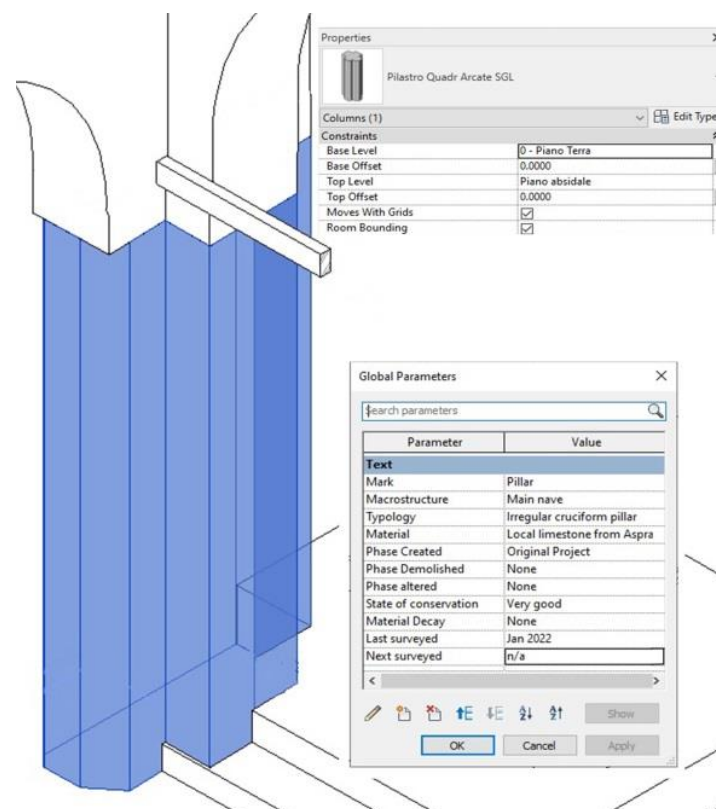 Properties
Pilastro Quadr Arcate SGL
Columns (1)
Edit Type
Constraints
Base Level 0 - Piano Terra
Base Offset 0.0000
Top Level Piano absidale
Top Offset 0.0000
Moves With Grids
Room Bounding
Global Parameters
Search parameters
Parameter Value
Text
Mark Pillar
Macrostructure Main nave
Typology Irregular cruciform pillar
Material Local limestone from Aspra
Phase Created Original Project
Phase Demolished None
Phase altered None
State of conservation Very good
Material Decay None
Last surveyed Jan 2022
Next surveyed n/a
Show
OK Cancel Apply